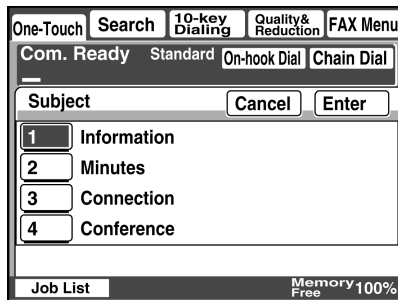 One-Touch Search 10-key Dialing Quality& Reduction FAX Menu
Com. Ready Standard On-hook Dial Chain Dial
Subject Cancel Enter
1 Information
2 Minutes
3 Connection
4 Conference
Job List Memory Free 100%